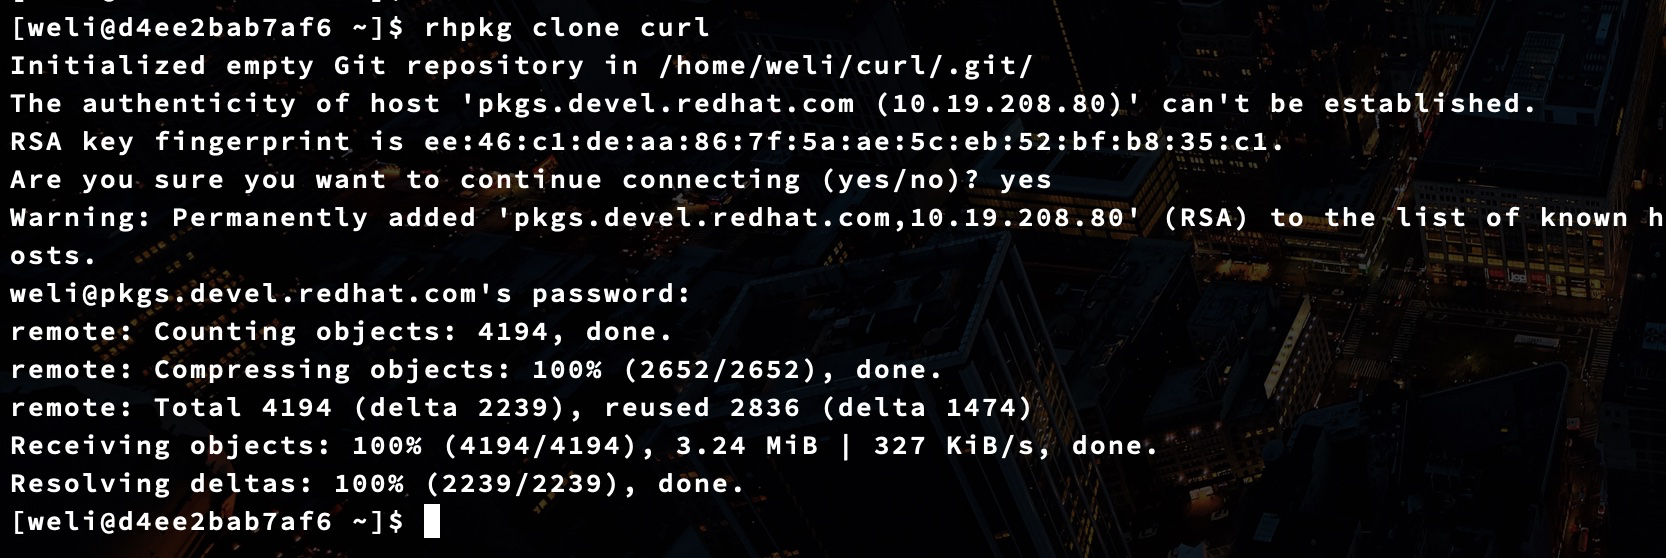 [weli@d4ee2bab7af6 ~]$ rhpkg clone curl
Initialized empty Git repository in /home/weli/curl/.git/
The authenticity of host 'pkgs.devel.redhat.com (10.19.208.80)' can't be established.
RSA key fingerprint is ee:46:c1:de:aa:86:7f:5a:ae:5c:eb:52:bf:b8:35:c1.
Are you sure you want to continue connecting (yes/no)? yes
Warning: Permanently added 'pkgs.devel.redhat.com,10.19.208.80' (RSA) to the list of known h
osts.
weli@pkgs.devel.redhat.com's password:
remote: Counting objects: 4194, done.
remote: Compressing objects: 100% (2652/2652), done.
remote: Total 4194 (delta 2239), reused 2836 (delta 1474)
Receiving objects: 100% (4194/4194), 3.24 MiB | 327 KiB/s, done.
Resolving deltas: 100% (2239/2239), done.
[weli@d4ee2bab7af6 ~]$